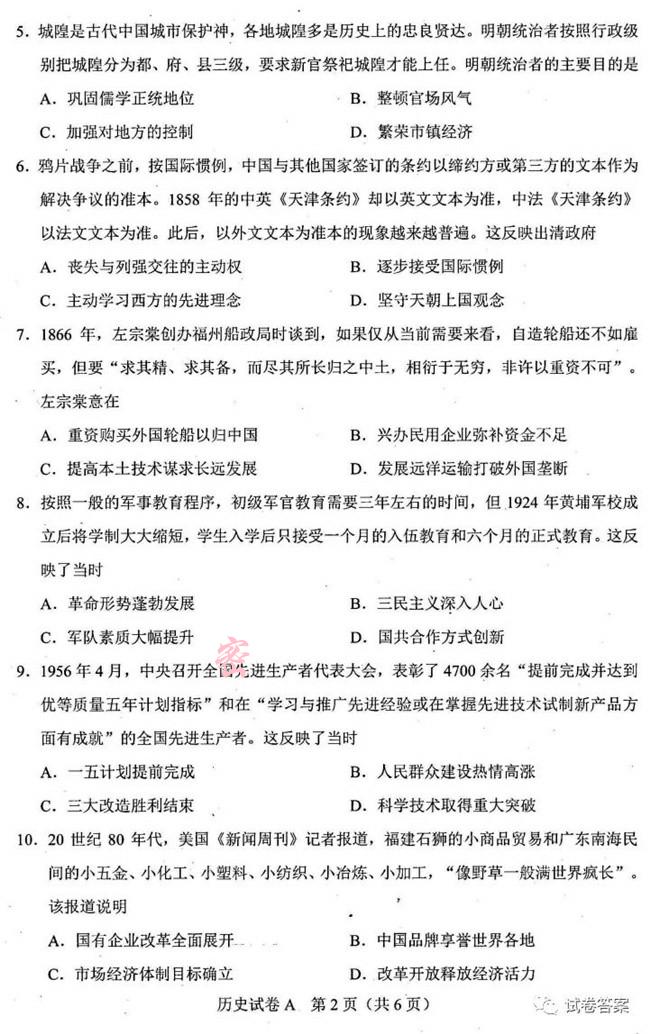 5．城隍是古代中国城市保护神，各地城隍多是历史上的忠良贤达。明朝统治者按照行政级
别把城隍分为都、府、县三级，要求新官祭祀城隍才能上任。明朝统治者的主要目的是
A．巩固儒学正统地位 B．整顿官场风气
C．加强对地方的控制 D．繁荣市镇经济
6．鸦片战争之前，按国际惯例，中国与其他国家签订的条约以缔约方或第三方的文本作为
解决争议的准本。1858 年的中英《天津条约》却以英文文本为准，中法《天津条约》
以法文文本为准。此后，以外文文本为准本的现象越来越普遍。这反映出清政府
A．丧失与列强交往的主动权 B．逐步接受国际惯例
C．主动学习西方的先进理念 D．坚守天朝上国观念
7．1866 年，左宗棠创办福州船政局时谈到，如果仅从当前需要来看，自造轮船还不如雇
买，但要“求其精、求其备，而尽其所长归之中土，相衍于无穷，非许以重资不可”。
左宗棠意在
A．重资购买外国轮船以归中国 B．兴办民用企业弥补资金不足
C．提高本土技术谋求长远发展 D．发展远洋运输打破外国垄断
8．按照一般的军事教育程序，初级军官教育需要三年左右的时间，但 1924 年黄埔军校成
立后将学制大大缩短，学生入学后只接受一个月的入伍教育和六个月的正式教育。这反
映了当时
A．革命形势蓬勃发展 B．三民主义深入人心
C．军队素质大幅提升 D．国共合作方式创新
密
9．1956 年 4 月，中央召开全国先进生产者代表大会，表彰了 4700 余名“提前完成并达到
优等质量五年计划指标”和在“学习与推广先进经验或在掌握先进技术试制新产品方
面有成就”的全国先进生产者。这反映了当时
A．一五计划提前完成 B．人民群众建设热情高涨
C．三大改造胜利结束 D．科学技术取得重大突破
10．20 世纪 80 年代，美国《新闻周刊》记者报道，福建石狮的小商品贸易和广东南海民
间的小五金、小化工、小塑料、小纺织、小冶炼、小加工，“像野草一般满世界疯长”。
该报道说明
A．国有企业改革全面展开 B．中国品牌享誉世界各地
C．市场经济体制目标确立 D．改革开放释放经济活力
历史试卷 A 第 2 页（共 6 页）
试卷答案